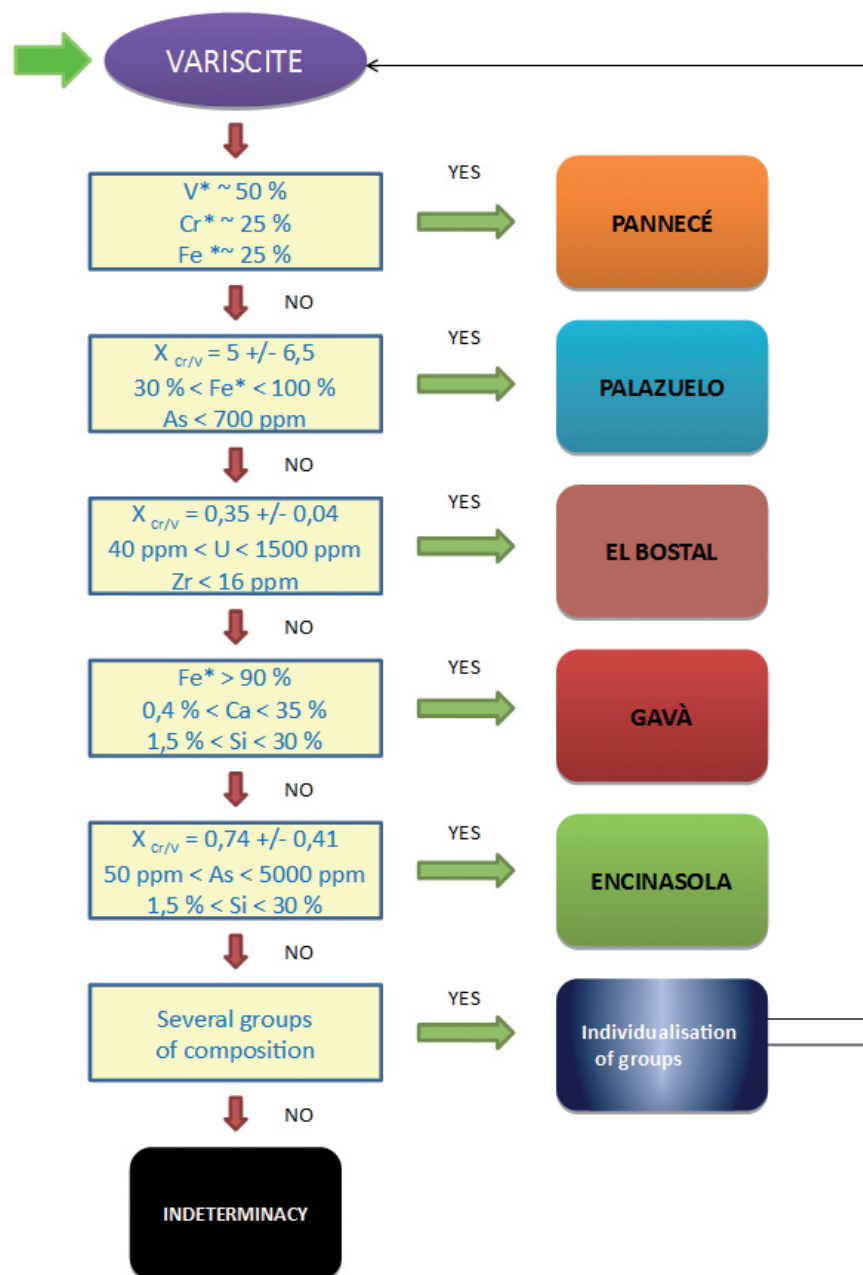 VARISCITE
V* ~ 50 %
Cr* ~ 25 %
Fe *~ 25 %
YES
PANNECÉ
NO
X cr/v = 5 +/- 6,5
30 % < Fe* < 100 %
As < 700 ppm
YES
PALAZUELO
NO
X cr/v = 0,35 +/- 0,04
40 ppm < U < 1500 ppm
Zr < 16 ppm
YES
EL BOSTAL
NO
Fe* > 90 %
0,4 % < Ca < 35 %
1,5 % < Si < 30 %
YES
GAVÀ
NO
X cr/v = 0,74 +/- 0,41
50 ppm < As < 5000 ppm
1,5 % < Si < 30 %
YES
ENCINASOLA
NO
Several groups
of composition
YES
Individualisation
of groups
NO
INDETERMINACY